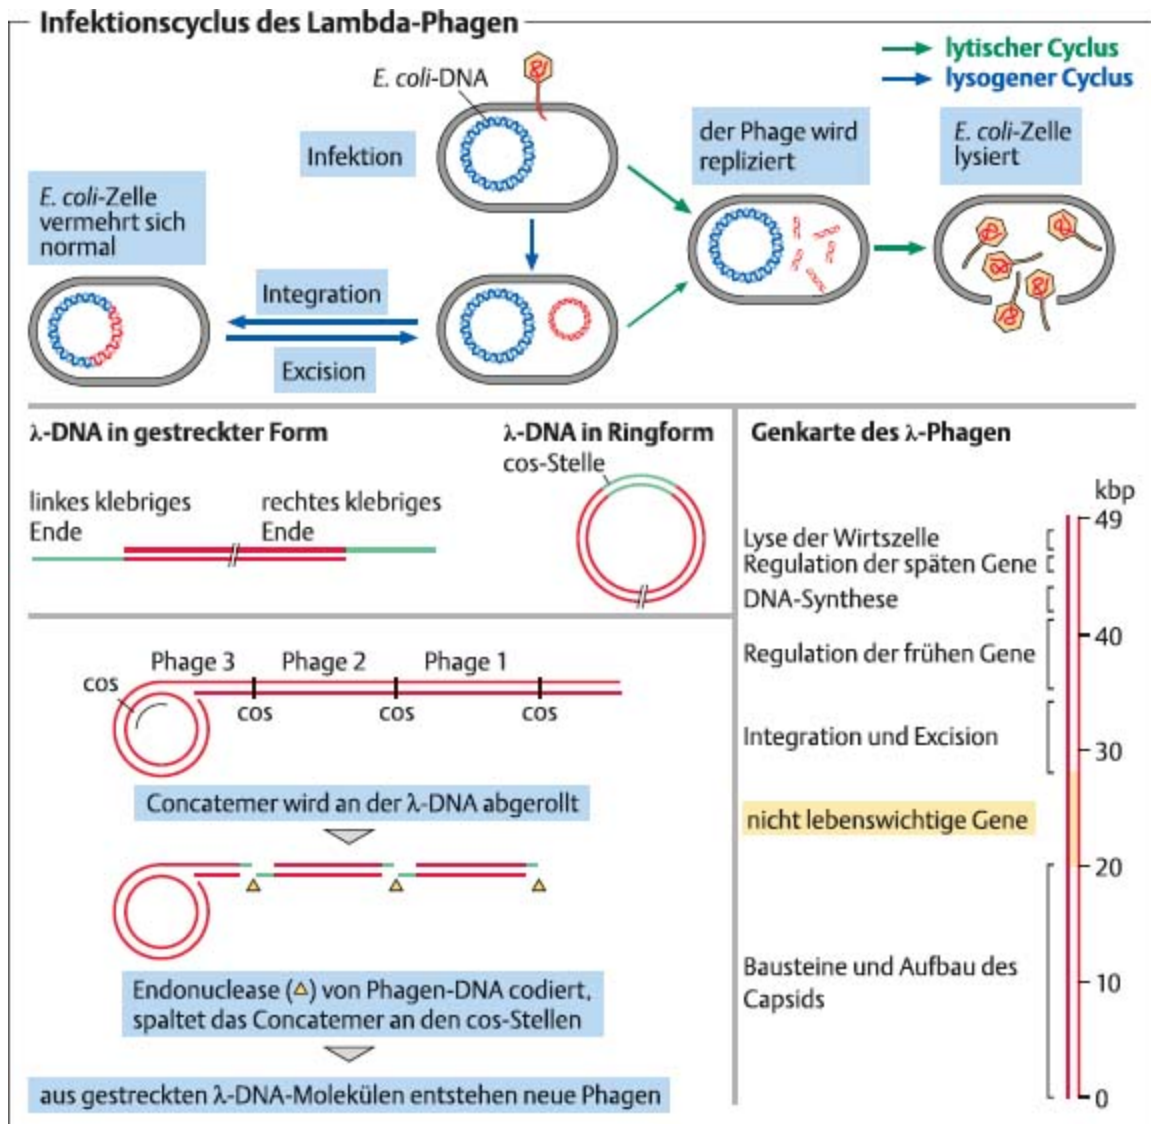 Infektionscyclus des Lambda-Phagen
lytischer Cyclus
lysogener Cyclus
E. coli-DNA
Infektion
der Phage wird
repliziert
E. coli-Zelle
lysiert
E. coli-Zelle
vermehrt sich
normal
Integration
Excision
λ-DNA in gestreckter Form
linkes klebriges
Ende
rechtes klebriges
Ende
λ-DNA in Ringform
cos-Stelle
Phage 3
Phage 2
Phage 1
cos
cos
cos
cos
Concatemer wird an der λ-DNA abgerollt
Endonuclease (△) von Phagen-DNA codiert,
spaltet das Concatemer an den cos-Stellen
aus gestreckten λ-DNA-Molekülen entstehen neue Phagen
Genkarte des λ-Phagen
kbp
49
Lyse der Wirtszelle
Regulation der späten Gene
DNA-Synthese
40
Regulation der frühen Gene
Integration und Excision
30
nicht lebenswichtige Gene
20
Bausteine und Aufbau des
Capsids
10
0